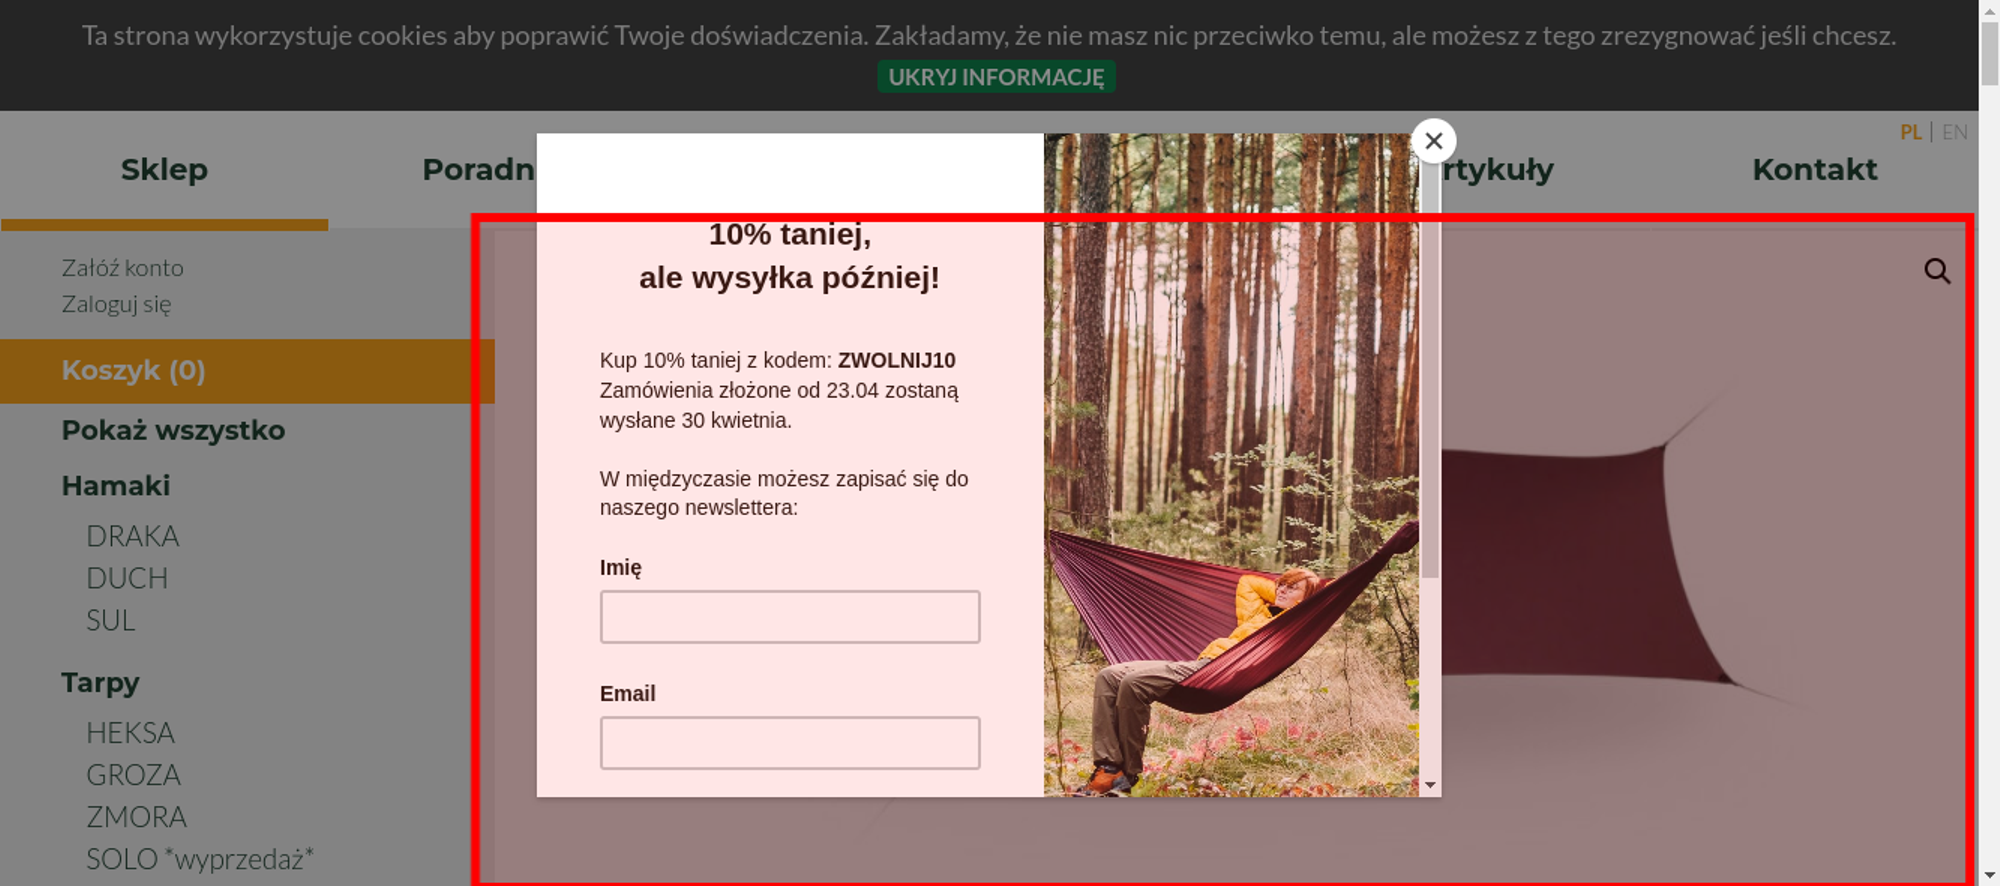 Ta strona wykorzystuje cookies aby poprawić Twoje doświadczenia. Zakładamy, że nie masz nic przeciwko temu, ale możesz z tego zrezygnować jeśli chcesz.
UKRYJ INFORMACJĘ
PL | EN
Sklep
Poradn
rtykuły
Kontakt
Załóż konto
Zaloguj się
Koszyk (0)
Pokaż wszystko
Hamaki
DRAKA
DUCH
SUL
Tarpy
HEKSA
GROZA
ZMORA
SOLO *wyprzedaż*
10% taniej,
ale wysyłka później!
Kup 10% taniej z kodem: ZWOLNIJ10
Zamówienia złożone od 23.04 zostaną
wysłane 30 kwietnia.
W międzyczasie możesz zapisać się do
naszego newslettera:
Imię
Email